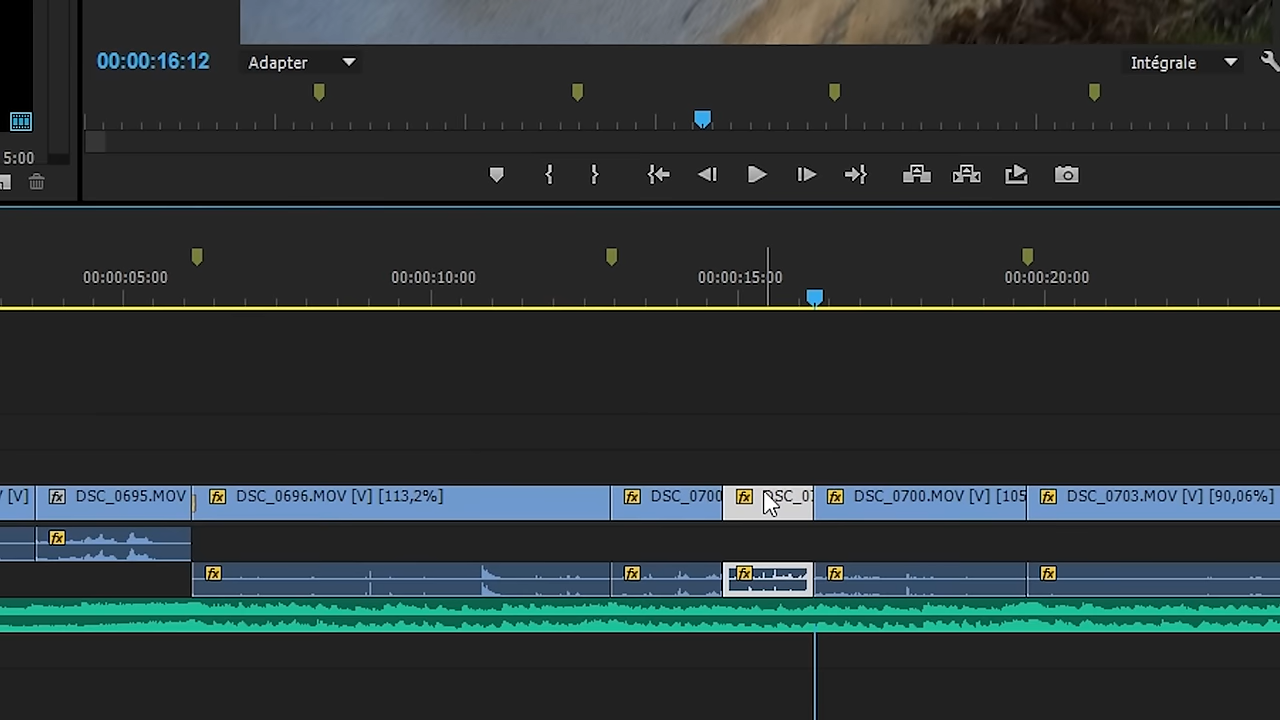 00:00:16:12 Adapter Intégrale
5:00
00:00:05:00 00:00:10:00 00:00:15:00 00:00:20:00
[V] fx DSC_0695.MOV fx DSC_0696.MOV [V] [113,2%] fx DSC_0700 fx fx DSC_0700.MOV [V] [105 fx DSC_0703.MOV [V] [90,06%]
fx
fx fx fx fx fx